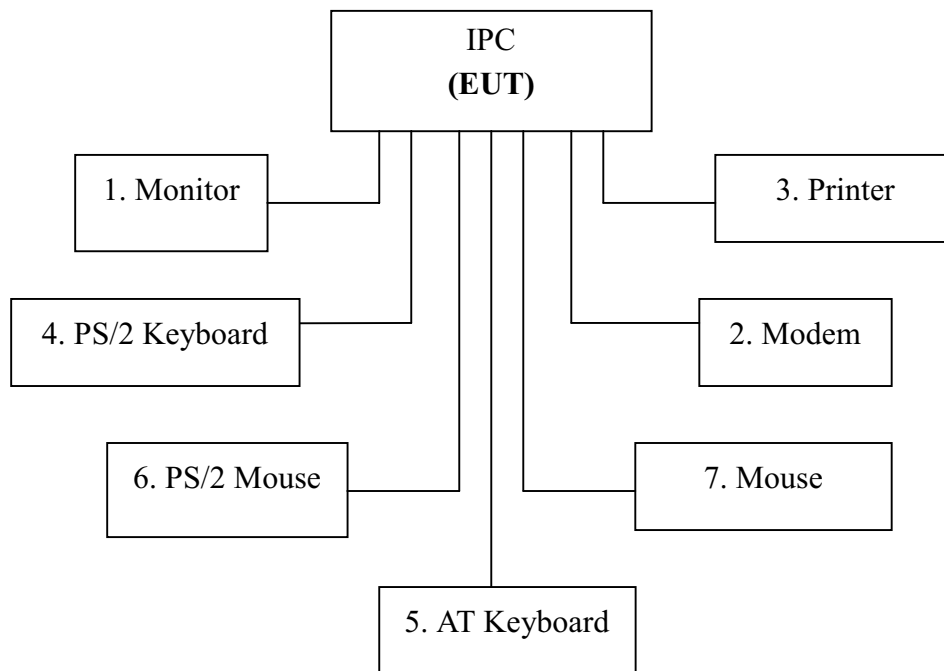 IPC
(EUT)
1. Monitor
3. Printer
4. PS/2 Keyboard
2. Modem
6. PS/2 Mouse
7. Mouse
5. AT Keyboard